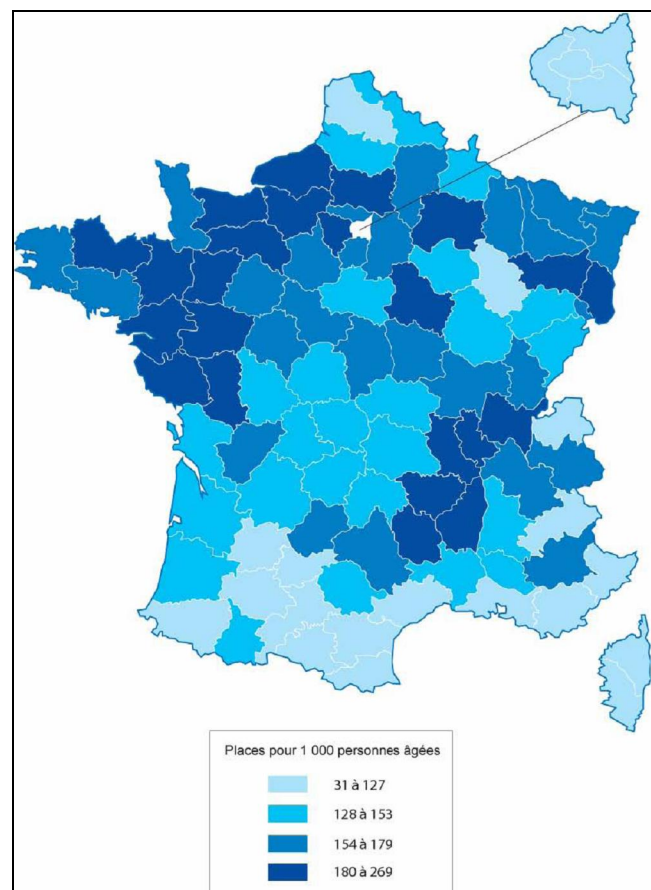 Places pour 1 000 personnes âgées
31 à 127
128 à 153
154 à 179
180 à 269